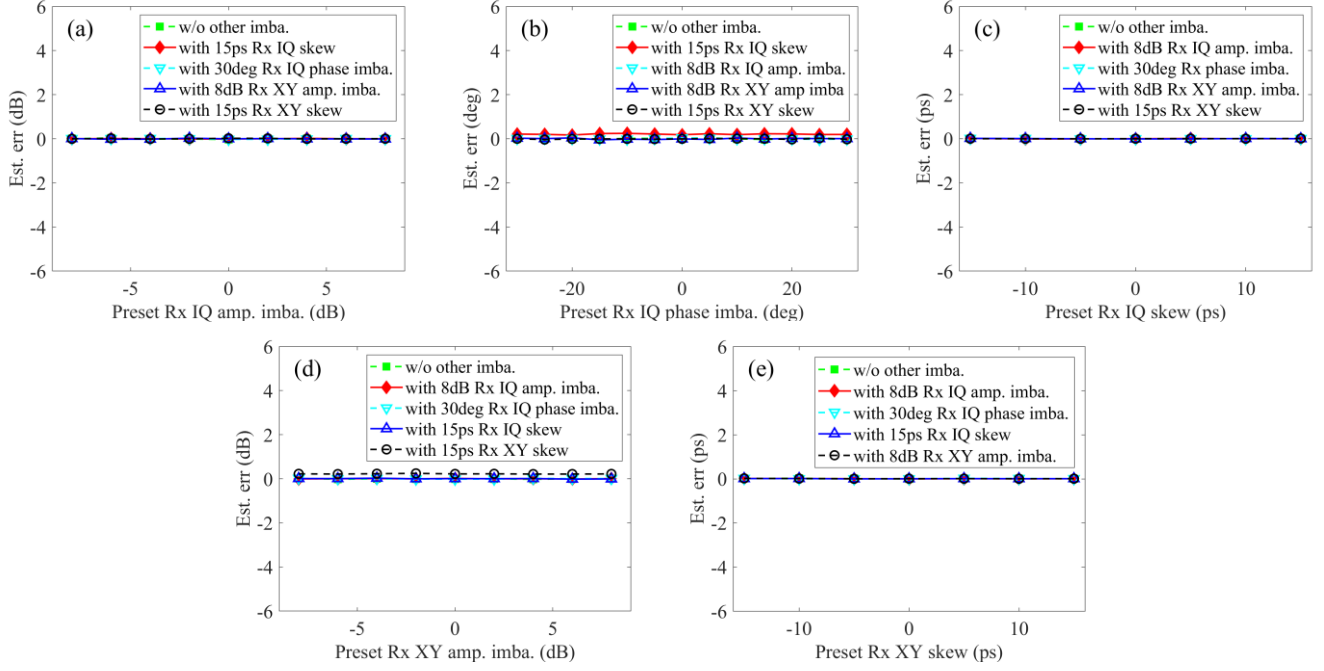 (a)
w/o other imba.
with 15ps Rx IQ skew
with 30deg Rx IQ phase imba.
with 8dB Rx XY amp. imba.
with 15ps Rx XY skew
Est. err (dB)
6
4
2
0
-2
-4
-6
-5
0
5
Preset Rx IQ amp. imba. (dB)
(b)
w/o other imba.
with 15ps Rx IQ skew
with 8dB Rx IQ amp. imba.
with 8dB Rx XY amp. imba
with 15ps Rx XY skew
Est. err (deg)
6
4
2
0
-2
-4
-6
-20
0
20
Preset Rx IQ phase imba. (deg)
(c)
w/o other imba.
with 8dB Rx IQ amp. imba.
with 30deg Rx phase imba.
with 8dB Rx XY amp. imba.
with 15ps Rx XY skew
Est. err (ps)
6
4
2
0
-2
-4
-6
-10
0
10
Preset Rx IQ skew (ps)
(d)
w/o other imba.
with 8dB Rx IQ amp. imba.
with 30deg Rx IQ phase imba.
with 15ps Rx IQ skew
with 15ps Rx XY skew
Est. err (dB)
6
4
2
0
-2
-4
-6
-5
0
5
Preset Rx XY amp. imba. (dB)
(e)
w/o other imba.
with 8dB Rx IQ amp. imba.
with 30deg Rx IQ phase imba.
with 15ps Rx IQ skew
with 8dB Rx XY amp. imba.
Est. err (ps)
6
4
2
0
-2
-4
-6
-10
0
10
Preset Rx XY skew (ps)